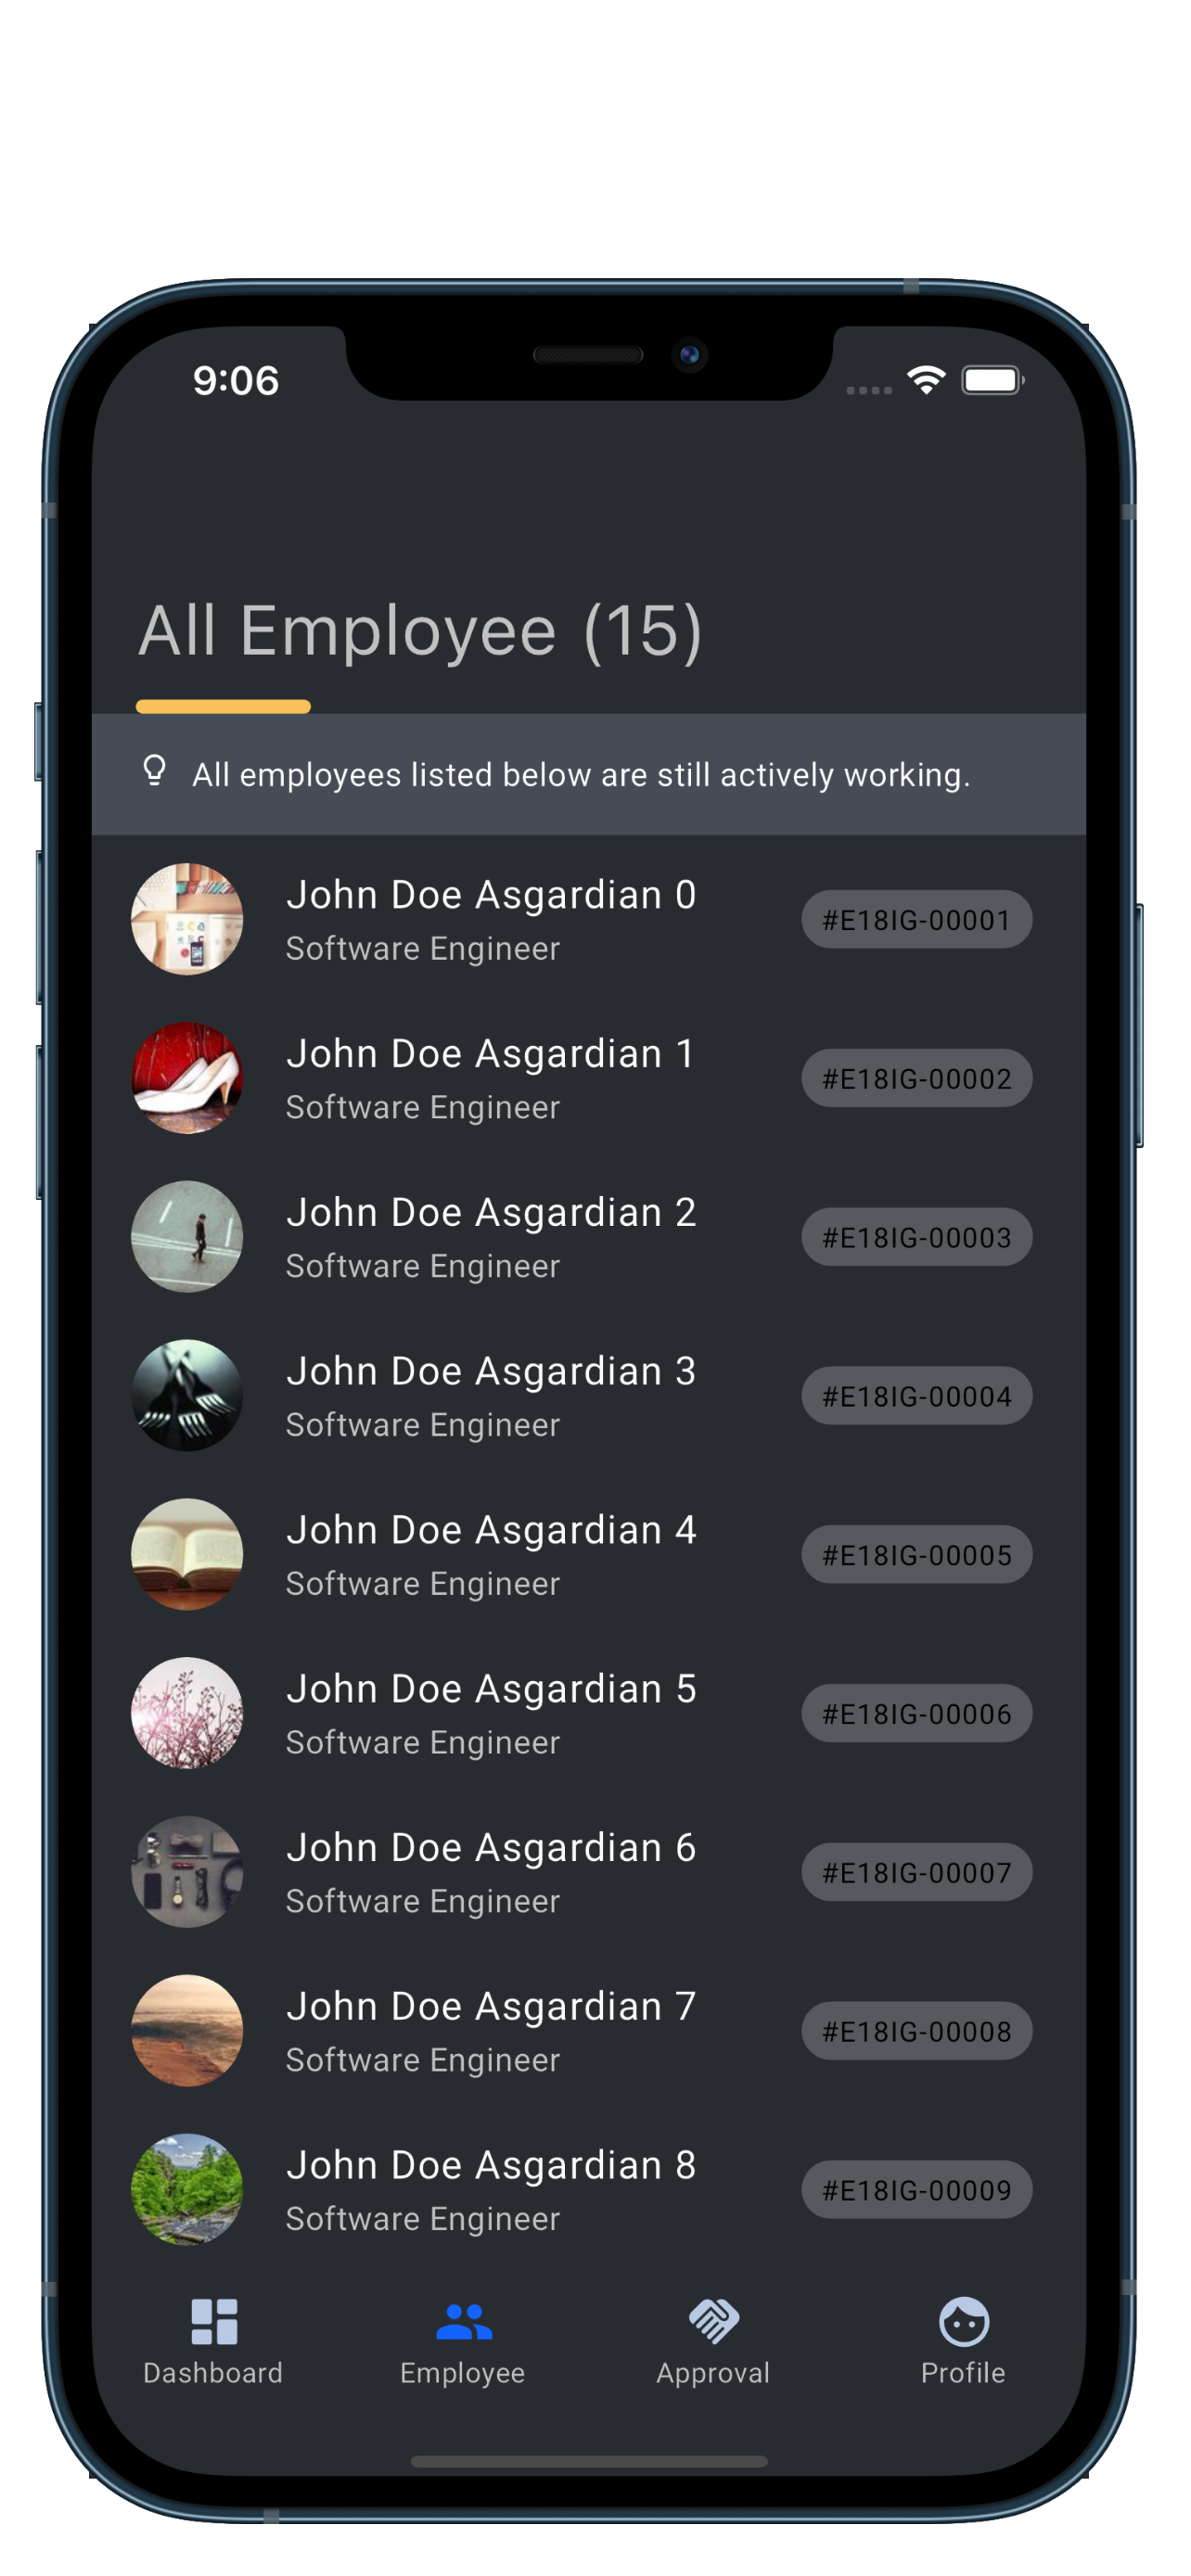 9:06
All Employee (15)
All employees listed below are still actively working.
John Doe Asgardian 0
Software Engineer
#E18IG-00001
John Doe Asgardian 1
Software Engineer
#E18IG-00002
John Doe Asgardian 2
Software Engineer
#E18IG-00003
John Doe Asgardian 3
Software Engineer
#E18IG-00004
John Doe Asgardian 4
Software Engineer
#E18IG-00005
John Doe Asgardian 5
Software Engineer
#E18IG-00006
John Doe Asgardian 6
Software Engineer
#E18IG-00007
John Doe Asgardian 7
Software Engineer
#E18IG-00008
John Doe Asgardian 8
Software Engineer
#E18IG-00009
Dashboard
Employee
Approval
Profile